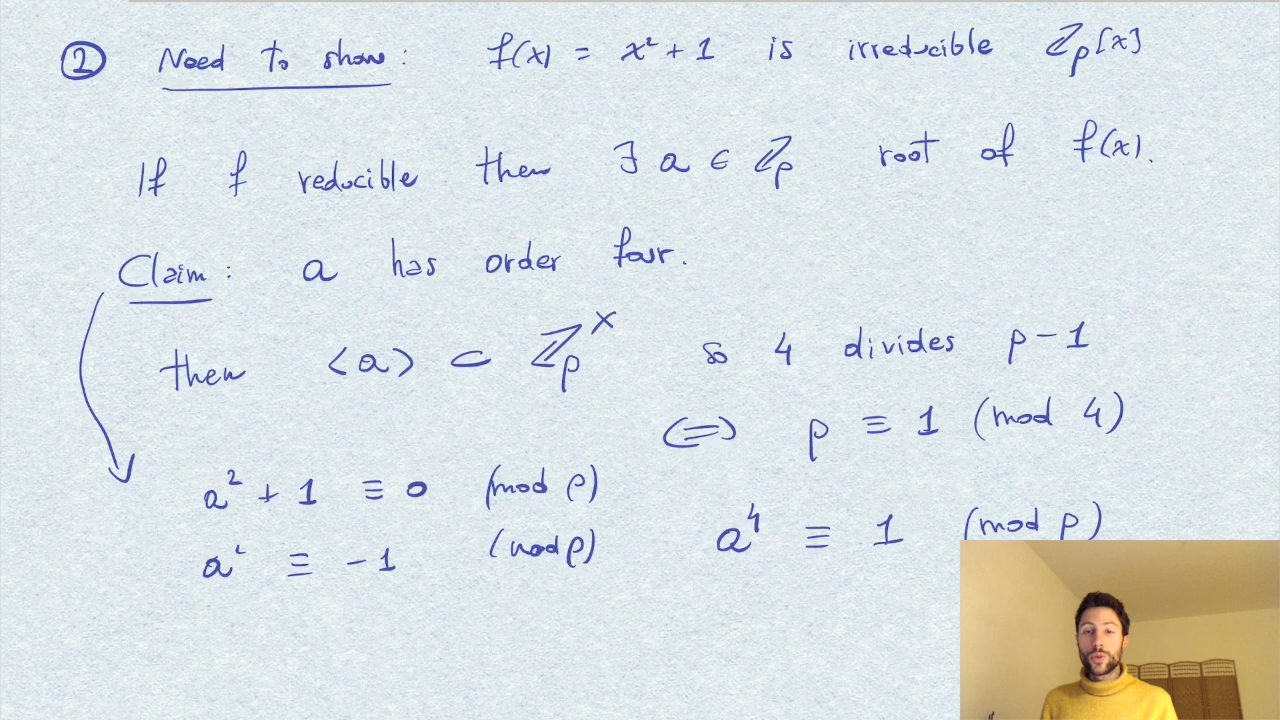 ② Need to show: f(x) = x² + 1 is irreducible ℤₚ[x]
If f reducible then ∃ a ∈ ℤₚ root of f(x).
Claim: a has order four.
then ⟨a⟩ ⊂ ℤₚˣ so 4 divides p-1
⟺ p ≡ 1 (mod 4)
a² + 1 ≡ 0 (mod p)
a² ≡ -1 (mod p) a⁴ ≡ 1 (mod p)